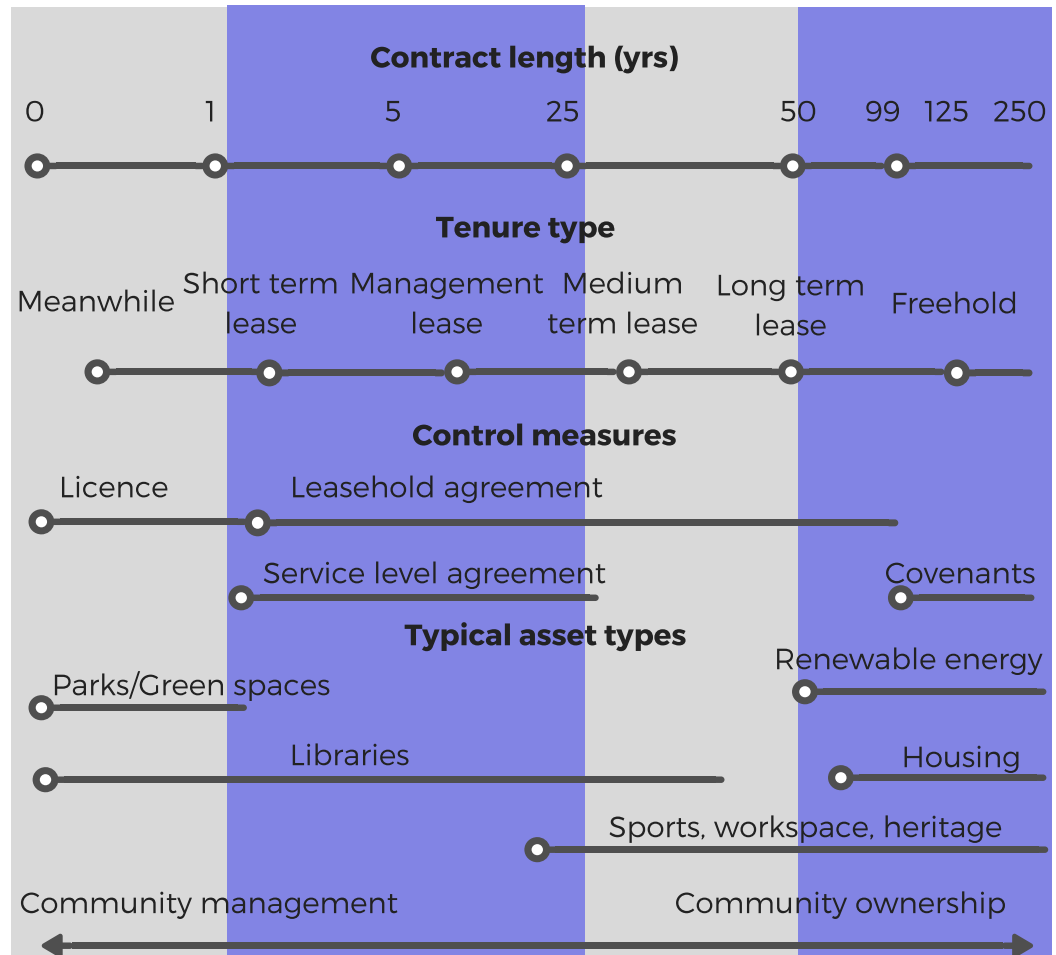 Contract length (yrs)
0 1 5 25 50 99 125 250
Tenure type
Meanwhile
Short term
lease
Management
lease
Medium
term lease
Long term
lease
Freehold
Control measures
Licence
Leasehold agreement
Service level agreement
Covenants
Typical asset types
Renewable energy
Parks/Green spaces
Libraries
Housing
Sports, workspace, heritage
Community management
Community ownership